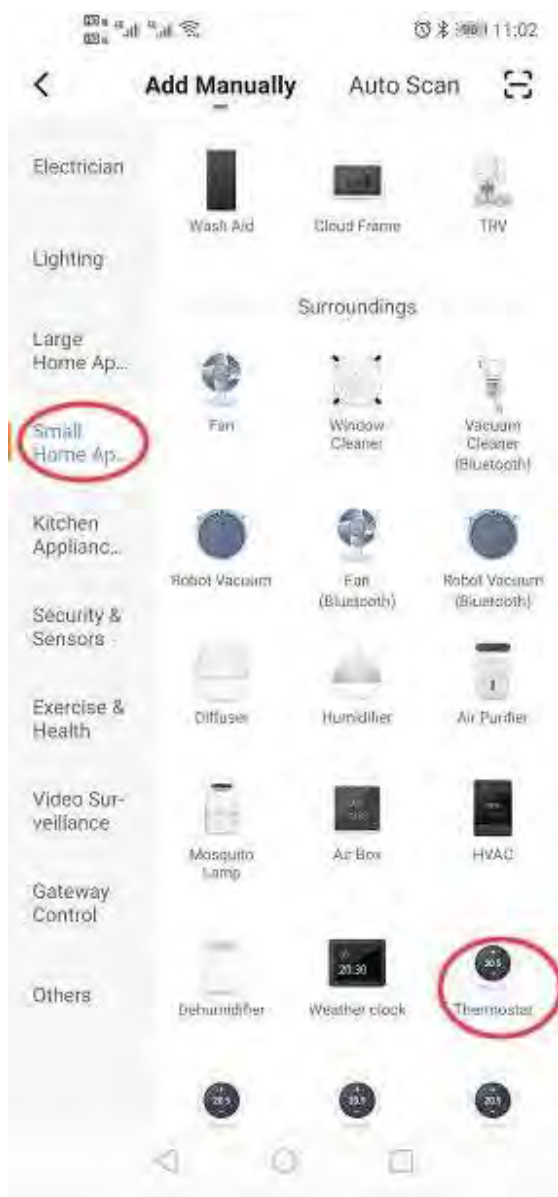 11:02
Add Manually Auto Scan
Electrician
Lighting
Large
Home Ap...
Small
Home Ap...
Kitchen
Applianc...
Security &
Sensors
Exercise &
Health
Video Sur-
veillance
Gateway
Control
Others
Wash Aid Cloud Frame TRV
Surroundings
Fan
Window
Cleaner
Vacuum
Cleaner
(Bluetooth)
Robot Vacuum
Fan
(Bluetooth)
Robot Vacuum
(Bluetooth)
Diffuser Humidifier Air Purifier
Mosquito
Lamp
Air Box
HVAC
20:30
Dehumidifier Weather clock Thermostat